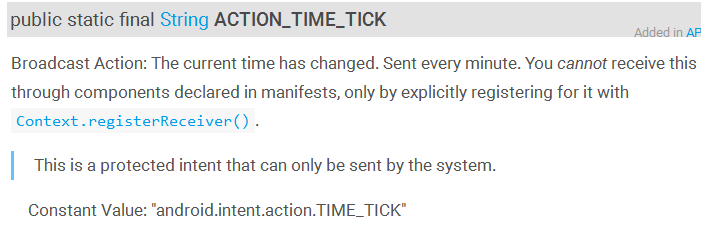 public static final String ACTION_TIME_TICK
Added in AP
Broadcast Action: The current time has changed. Sent every minute. You cannot receive this
through components declared in manifests, only by explicitly registering for it with
Context.registerReceiver().
This is a protected intent that can only be sent by the system.
Constant Value: "android.intent.action.TIME_TICK"